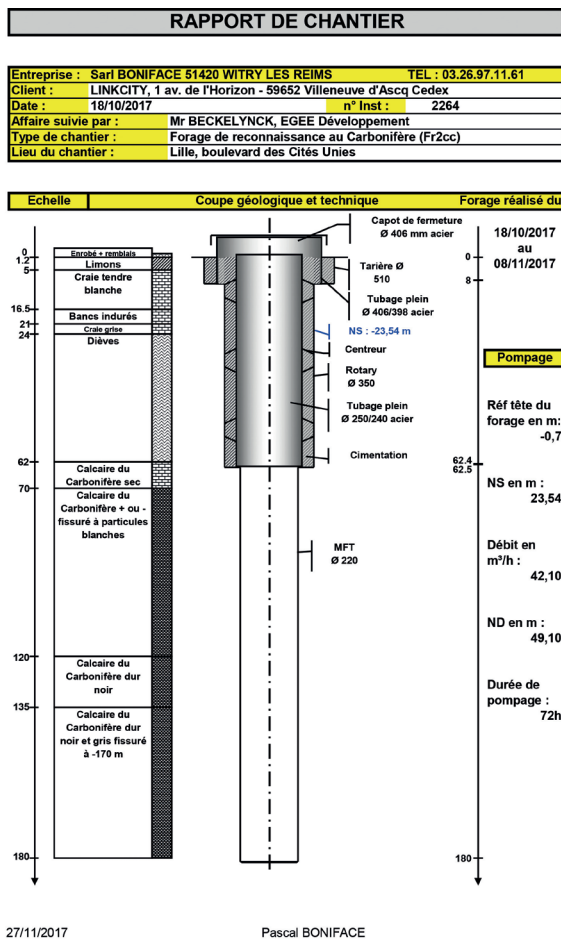 RAPPORT DE CHANTIER
Entreprise : Sarl BONIFACE 51420 WITRY LES REIMS TEL : 03.26.97.11.61
Client : LINKCITY, 1 av. de l'Horizon - 59652 Villeneuve d'Ascq Cedex
Date : 18/10/2017 n° Inst : 2264
Affaire suivie par : Mr BECKELYNCK, EGEE Développement
Type de chantier : Forage de reconnaissance au Carbonifère (Fr2cc)
Lieu du chantier : Lille, boulevard des Cités Unies
Echelle Coupe géologique et technique Forage réalisé du
0
1.2
5
16.5
21
24
62
70
120
135
180
Enrobé + remblais
Limons
Craie tendre
blanche
Bancs indurés
Craie grise
Dièves
Calcaire du
Carbonifère sec
Calcaire du
Carbonifère + ou -
fissuré à particules
blanches
Calcaire du
Carbonifère dur
noir
Calcaire du
Carbonifère dur
noir et gris fissuré
à -170 m
Capot de fermeture
Ø 406 mm acier
Tarière Ø
510
Tubage plein
Ø 406/398 acier
NS : -23,54 m
Centreur
Rotary
Ø 350
Tubage plein
Ø 250/240 acier
Cimentation
MFT
Ø 220
0
8
62.4
62.5
180
18/10/2017
au
08/11/2017
Pompage
Réf tête du
forage en m:
-0,7
NS en m :
23,54
Débit en
m³/h :
42,10
ND en m :
49,10
Durée de
pompage :
72h
27/11/2017 Pascal BONIFACE